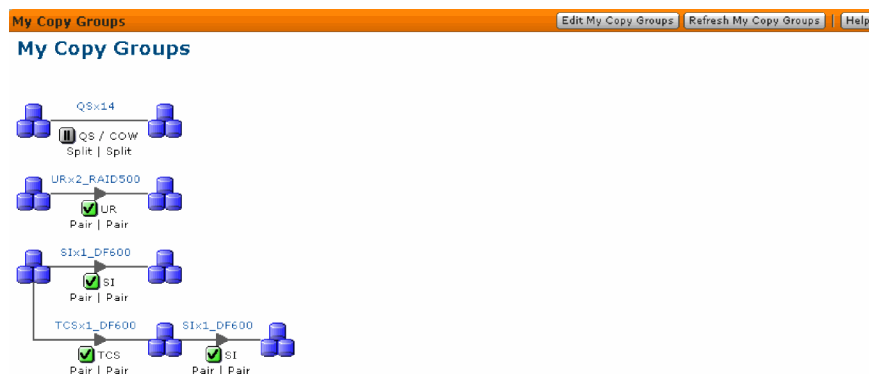 My Copy Groups
Edit My Copy Groups Refresh My Copy Groups | Help
My Copy Groups
QSx14
QS / COW
Split | Split
URx2_RAID500
UR
Pair | Pair
SIx1_DF600
SI
Pair | Pair
TCSx1_DF600 SIx1_DF600
TCS SI
Pair | Pair Pair | Pair